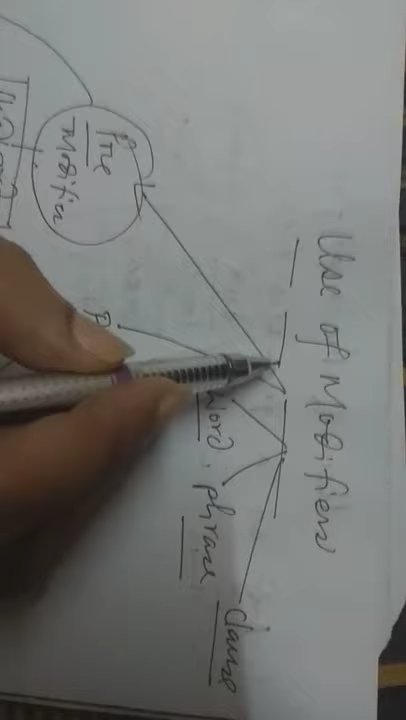 Use of Modifiers
Word, phrase, clause
Pre
Modifier
P